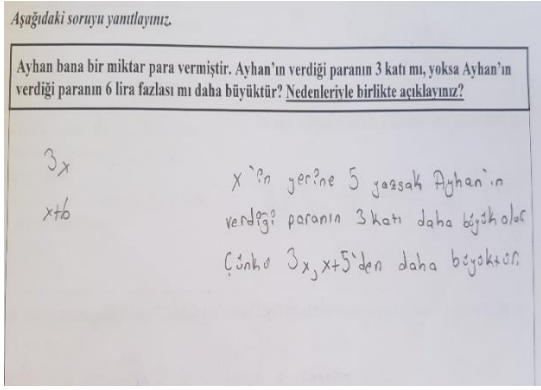 Aşağıdaki soruyu yanıtlayınız.
Ayhan bana bir miktar para vermiştir. Ayhan'ın verdiği paranın 3 katı mı, yoksa Ayhan'ın
verdiği paranın 6 lira fazlası mı daha büyüktür? Nedenleriyle birlikte açıklayınız?
3x
x+6
x'in yerine 5 yazsak Ayhan'ın
verdiği paranın 3 katı daha büyük olur
Çünkü 3x, x+5'den daha büyüktür.